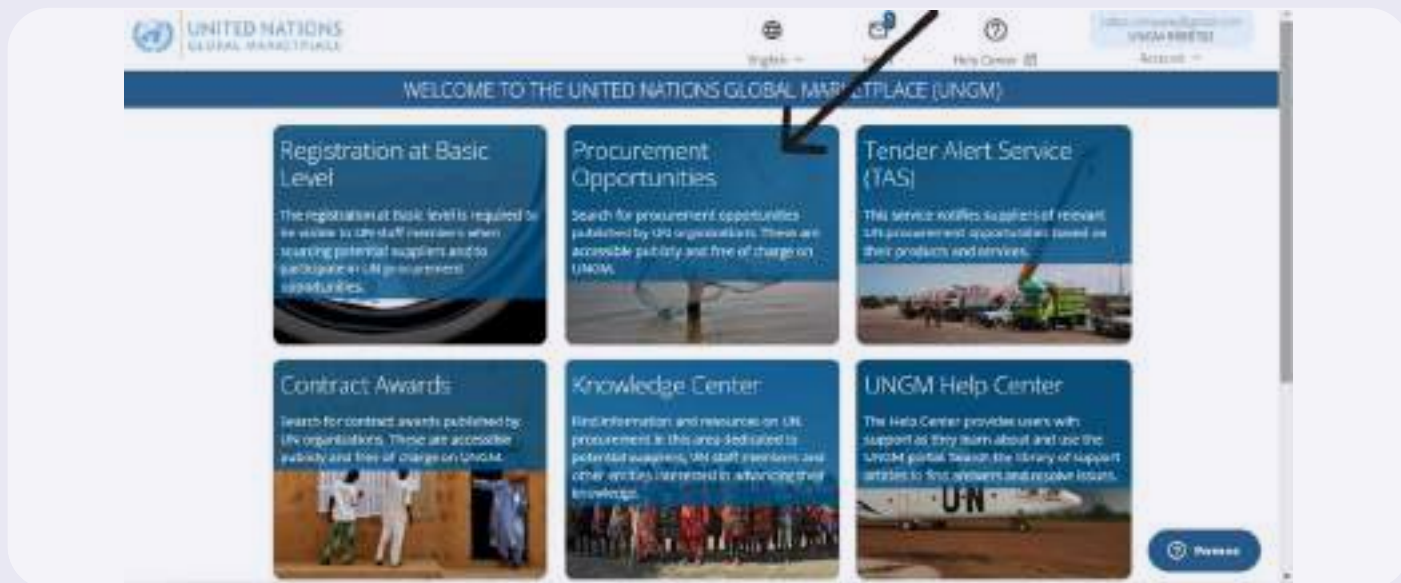 UNITED NATIONS
GLOBAL MARKETPLACE
English
Help Center
Account
WELCOME TO THE UNITED NATIONS GLOBAL MARKETPLACE (UNGM)
Registration at Basic
Level
The registration at Basic level is required to
be visible to UN staff members when
sourcing potential suppliers and to
participate in UN procurement
opportunities.
Procurement
Opportunities
Search for procurement opportunities
published by UN organizations. These are
accessible publicly and free of charge on
UNGM.
Tender Alert Service
(TAS)
This service notifies suppliers of relevant
UN procurement opportunities based on
their products and services.
Contract Awards
Search for contract awards published by
UN organizations. These are accessible
publicly and free of charge on UNGM.
Knowledge Center
Find information and resources on UN
procurement in this area dedicated to
potential suppliers, UN staff members and
other entities interested in advancing their
knowledge.
UNGM Help Center
The Help Center provides users with
support as they learn about and use the
UNGM portal. Search the library of support
articles to find answers and resolve issues.
UN